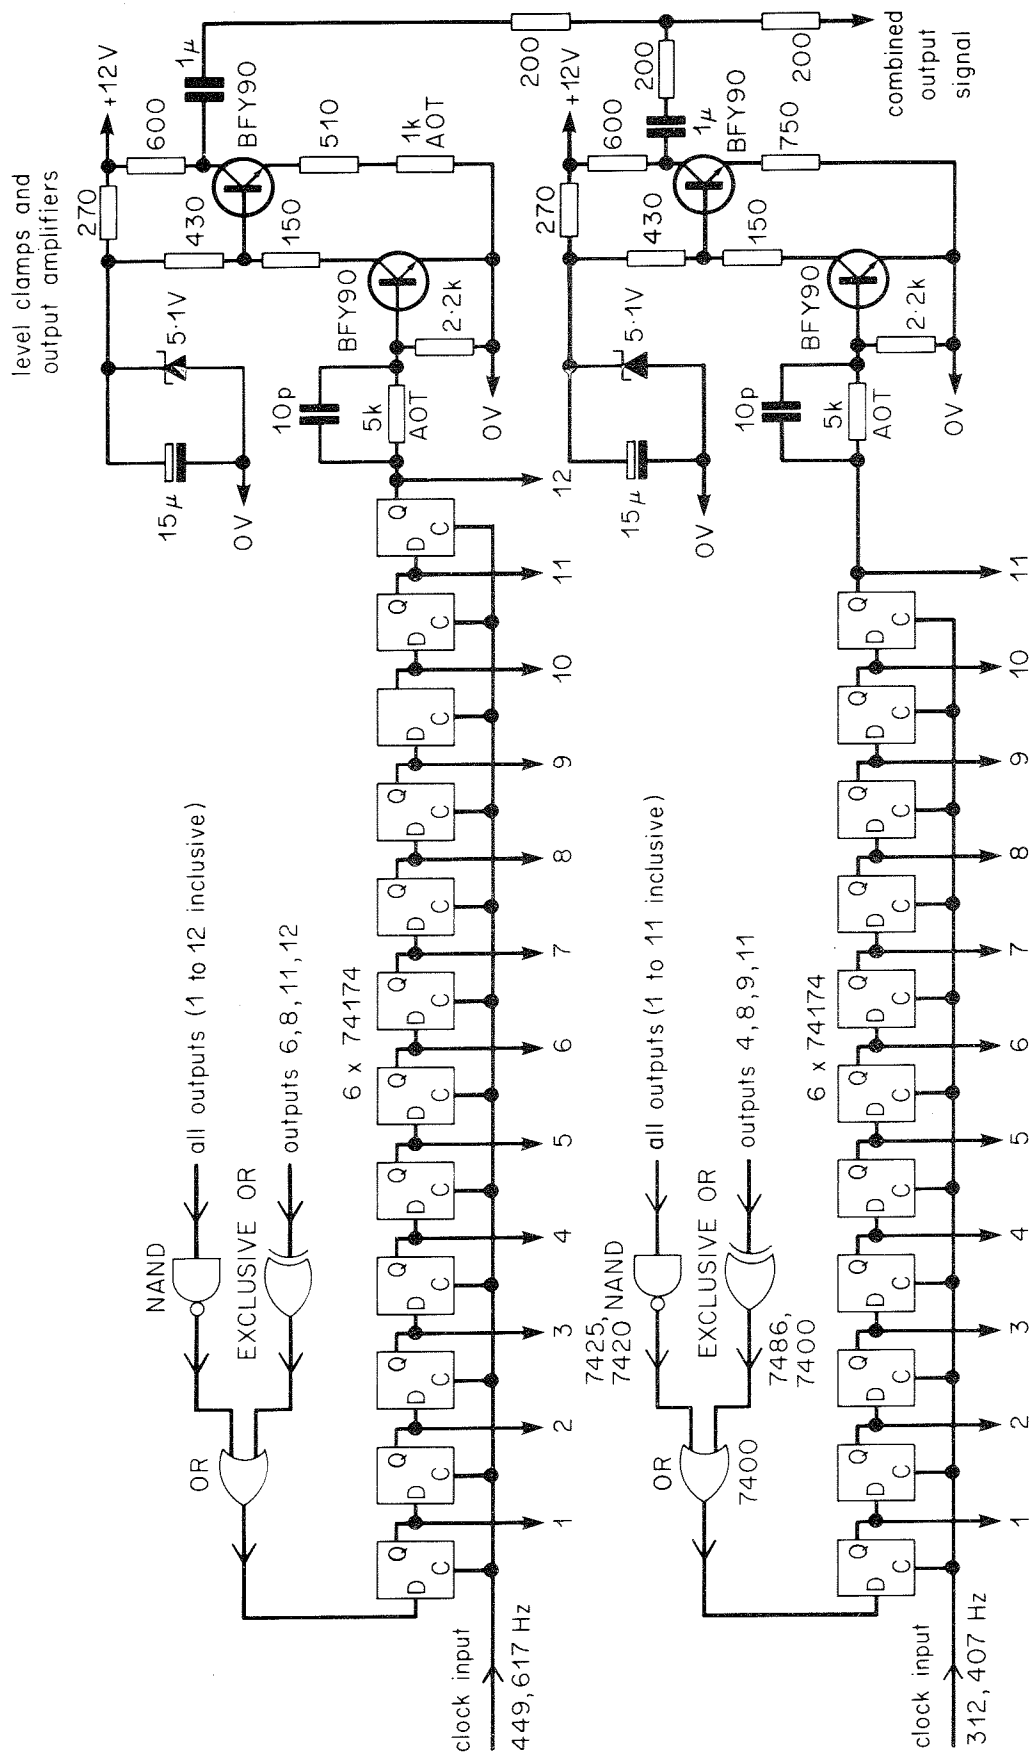 level clamps and
output amplifiers
+12V
270
600
1μ
430
BFY90
150
510
1k
AOT
5·1V
15μ
0V
BFY90
10p
5k
AOT
2·2k
0V
200
200
200
combined
output
signal
NAND
all outputs (1 to 12 inclusive)
OR
EXCLUSIVE OR
outputs 6,8,11,12
6 x 74174
D Q C
D Q C
D Q C
D Q C
D Q C
D Q C
D Q C
D Q C
D Q C
D C
D Q C
D Q C
clock input
449,617 Hz
1 2 3 4 5 6 7 8 9 10 11 12
+12V
270
600
1μ
430
BFY90
150
750
5·1V
15μ
0V
BFY90
10p
5k
AOT
2·2k
0V
7425, NAND
7420
all outputs (1 to 11 inclusive)
OR
7400
EXCLUSIVE OR
7486,
7400
outputs 4,8,9,11
6 x 74174
D Q C
D Q C
D Q C
D Q C
D Q C
D Q C
D Q C
D Q C
D Q C
D Q C
D Q C
clock input
312,407 Hz
1 2 3 4 5 6 7 8 9 10 11